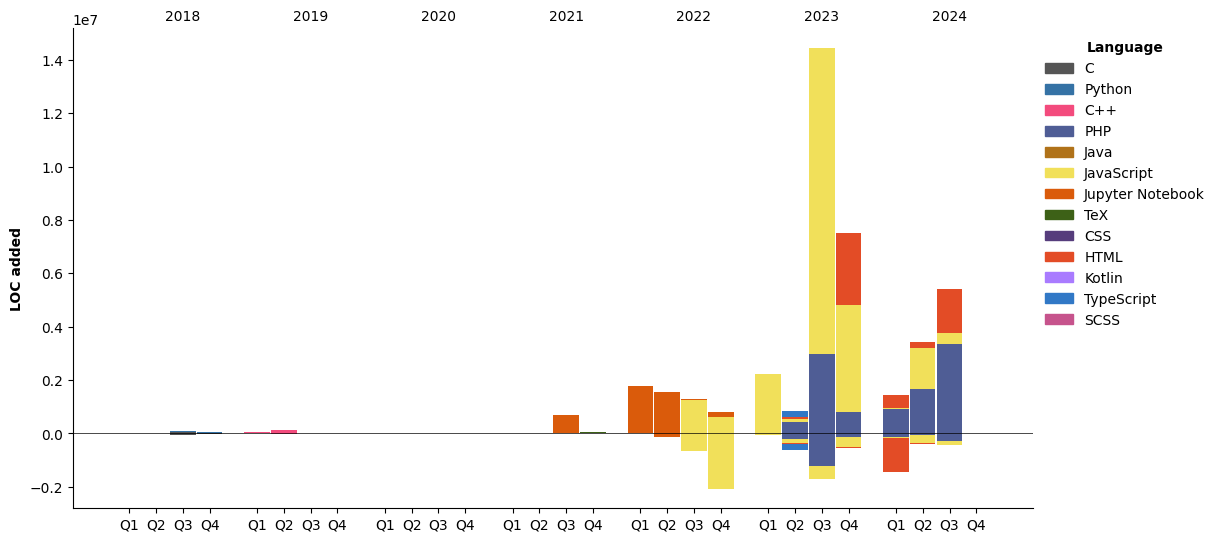 1e7
2018 2019 2020 2021 2022 2023 2024
Language
C
Python
C++
PHP
Java
JavaScript
Jupyter Notebook
TeX
CSS
HTML
Kotlin
TypeScript
SCSS
LOC added
1.4
1.2
1.0
0.8
0.6
0.4
0.2
0.0
−0.2
Q1 Q2 Q3 Q4 Q1 Q2 Q3 Q4 Q1 Q2 Q3 Q4 Q1 Q2 Q3 Q4 Q1 Q2 Q3 Q4 Q1 Q2 Q3 Q4 Q1 Q2 Q3 Q4